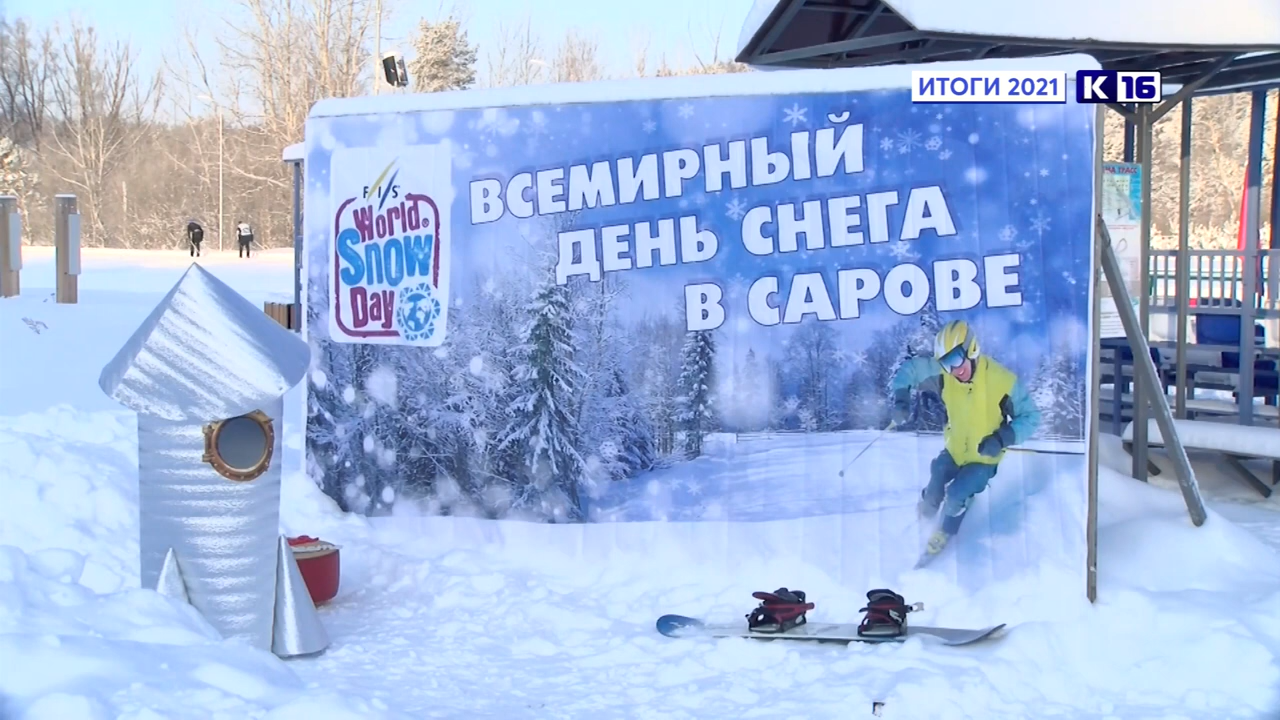 ИТОГИ 2021 К 16
ВСЕМИРНЫЙ
ДЕНЬ СНЕГА
В САРОВЕ
FIS
World
Snow
Day